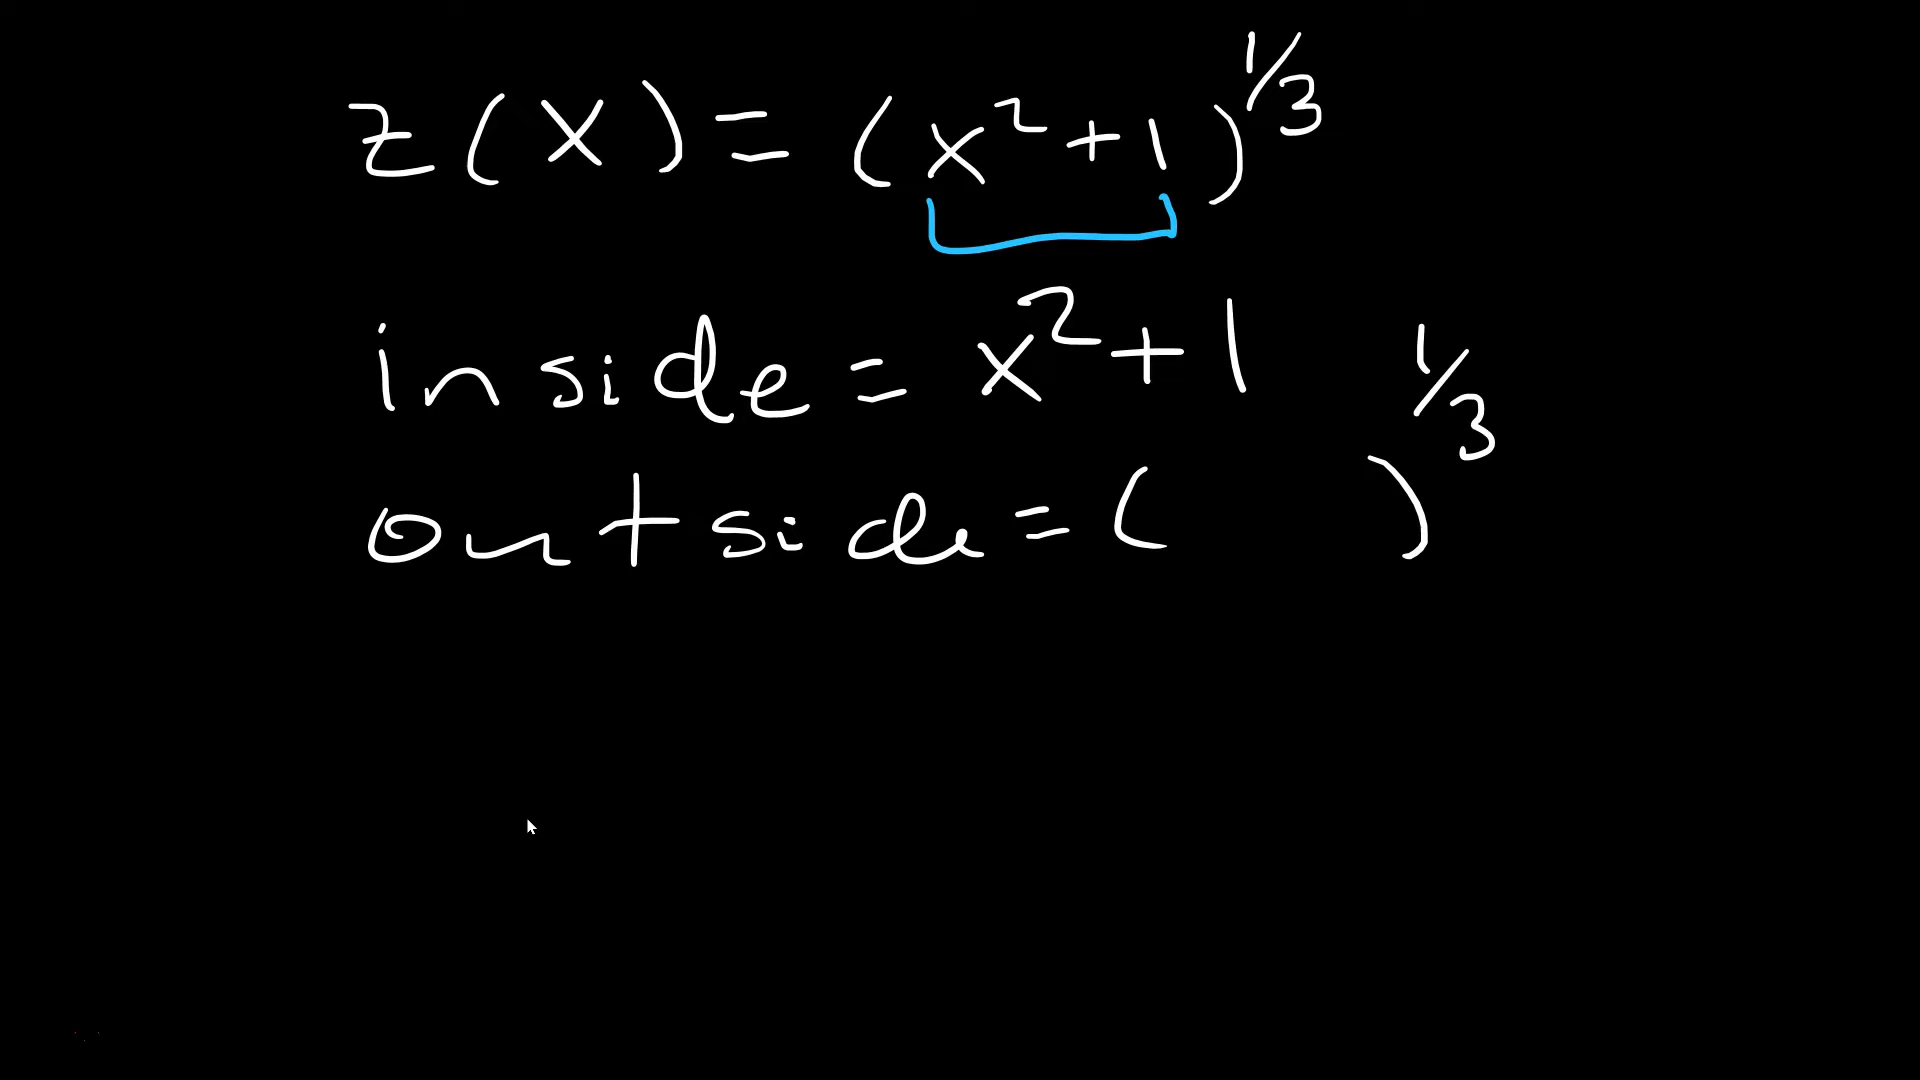 z(x) = (x² + 1)^1/3
inside = x² + 1
outside = ( )^1/3